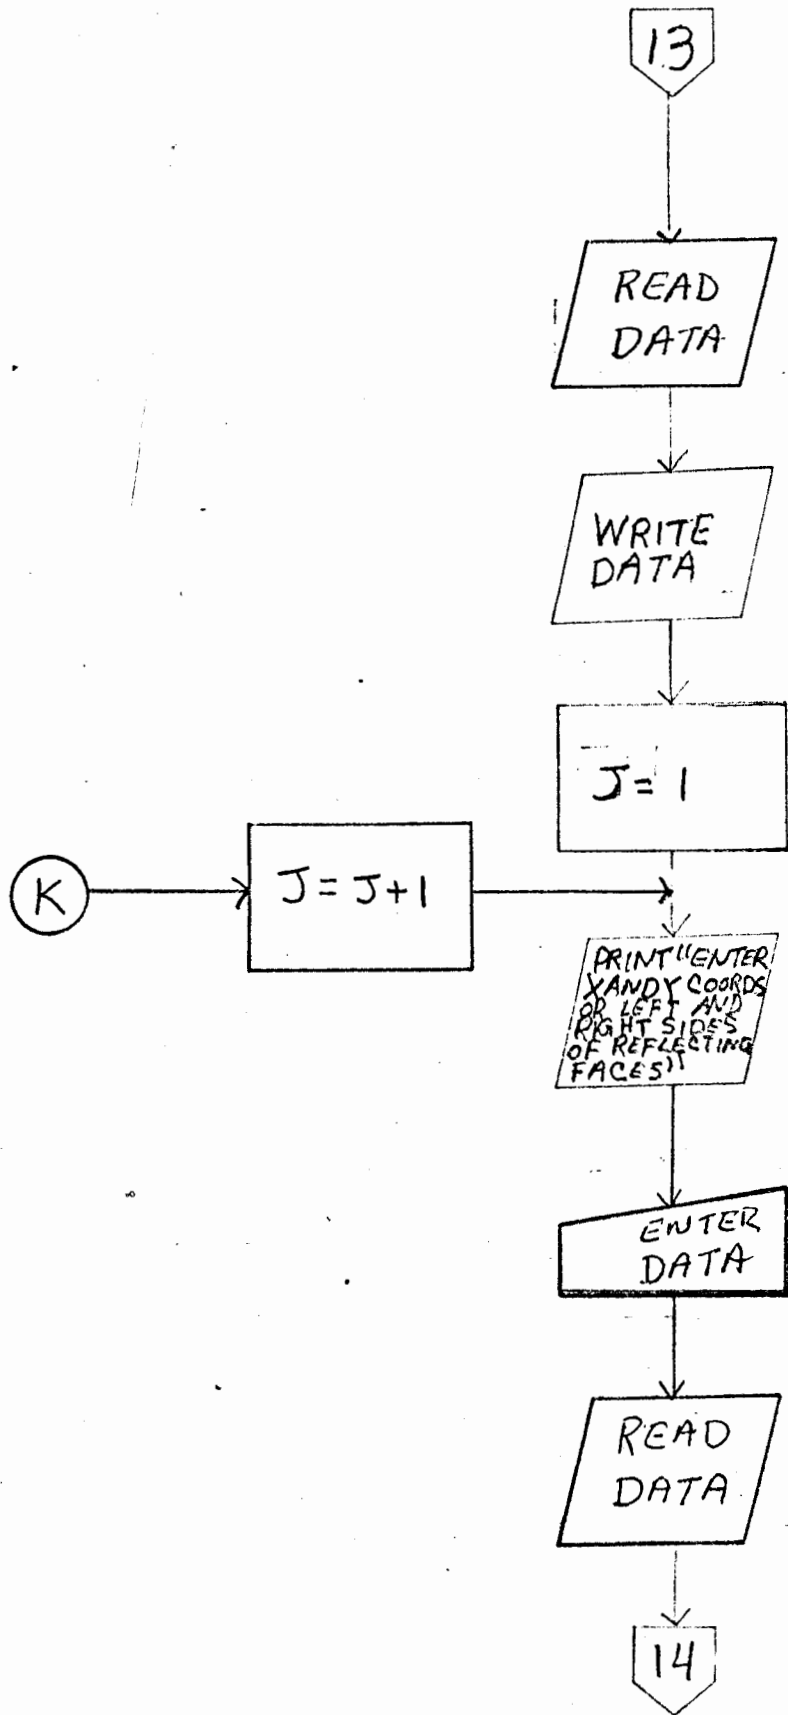 13
READ
DATA
WRITE
DATA
J = 1
K
J = J + 1
PRINT "ENTER
X AND Y COORDS
OR LEFT AND
RIGHT SIDES
OF REFLECTING
FACES"
ENTER
DATA
READ
DATA
14